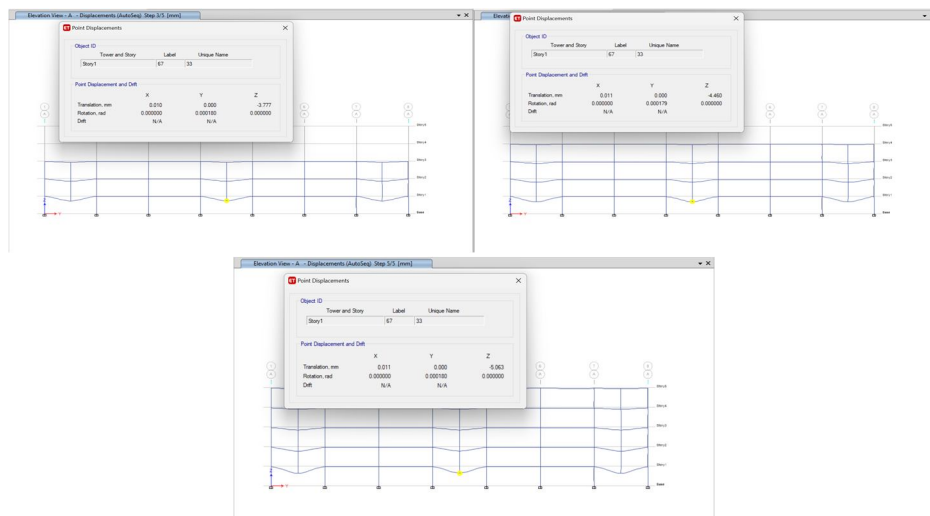 Elevation View - A - Displacements (AutoSeq) Step 3/5 [mm]
Point Displacements
Object ID
Tower and Story Label Unique Name
Story1 67 33
Point Displacement and Drift
X Y Z
Translation, mm 0.010 0.000 -3.777
Rotation, rad 0.000000 0.000180 0.000000
Drift N/A N/A
Point Displacements
Object ID
Tower and Story Label Unique Name
Story1 67 33
Point Displacement and Drift
X Y Z
Translation, mm 0.011 0.000 -4.460
Rotation, rad 0.000000 0.000179 0.000000
Drift N/A N/A
Elevation View - A - Displacements (AutoSeq) Step 5/5 [mm]
Point Displacements
Object ID
Tower and Story Label Unique Name
Story1 67 33
Point Displacement and Drift
X Y Z
Translation, mm 0.011 0.000 -5.063
Rotation, rad 0.000000 0.000180 0.000000
Drift N/A N/A